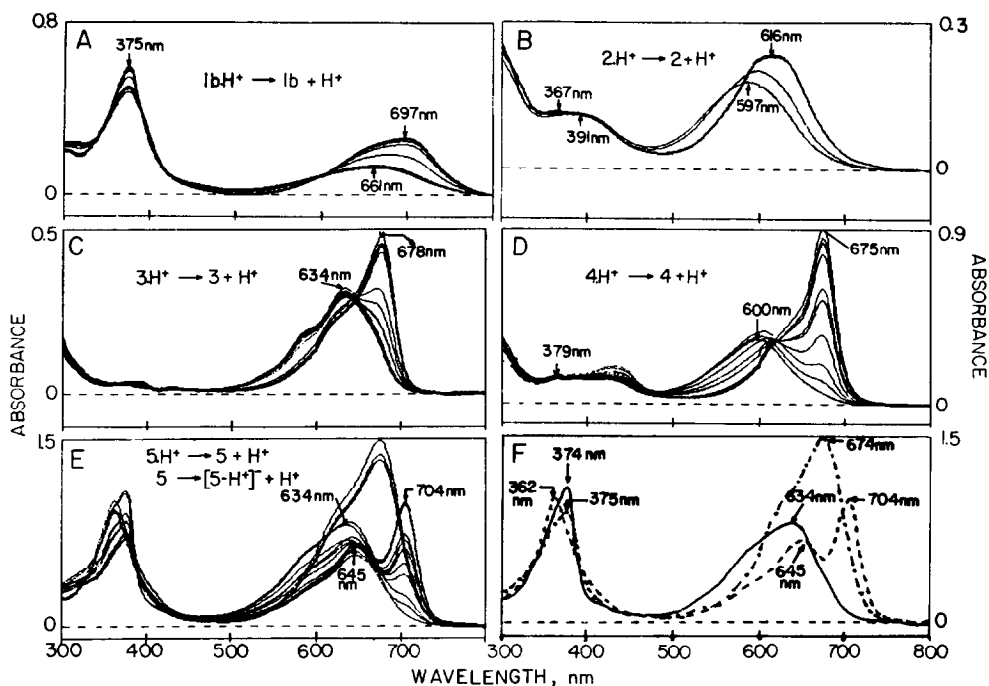 0.8
A
375nm
1b.H⁺ → 1b + H⁺
697nm
661nm
0
B
616nm
0.3
2.H⁺ → 2 + H⁺
367nm
391nm
597nm
0
0.5
C
3.H⁺ → 3 + H⁺
634nm
678nm
0
D
0.9
4.H⁺ → 4 + H⁺
675nm
600nm
379nm
0
1.5
E
5.H⁺ → 5 + H⁺
5 → [5-H⁺]⁻ + H⁺
634nm
704nm
645
nm
0
F
1.5
374nm
674nm
362
nm
375nm
634nm
704nm
645
nm
0
300 400 500 600 700
300 400 500 600 700 800
WAVELENGTH, nm
ABSORBANCE
ABSORBANCE